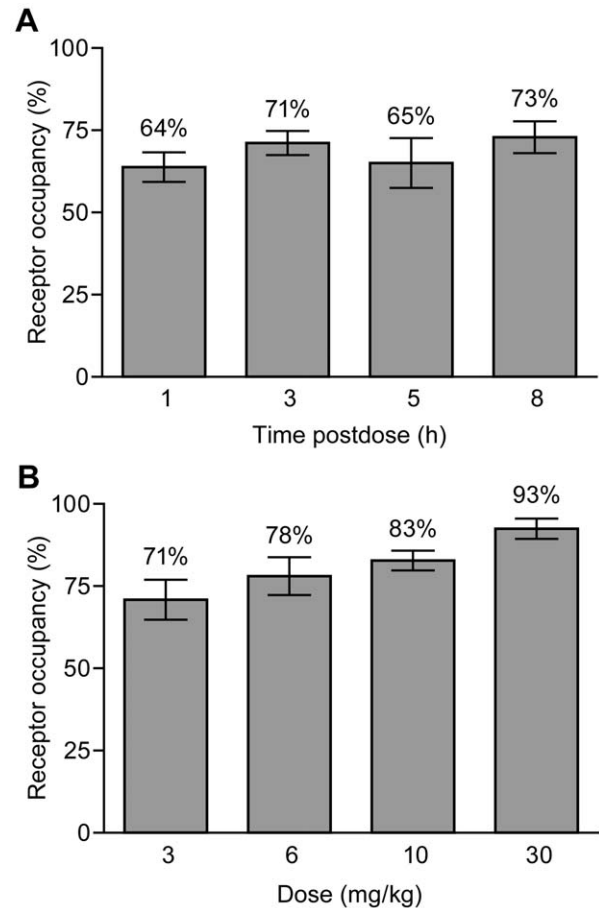 A
Receptor occupancy (%)
100
75
50
25
0
64%
71%
65%
73%
1 3 5 8
Time postdose (h)
B
Receptor occupancy (%)
100
75
50
25
0
71%
78%
83%
93%
3 6 10 30
Dose (mg/kg)